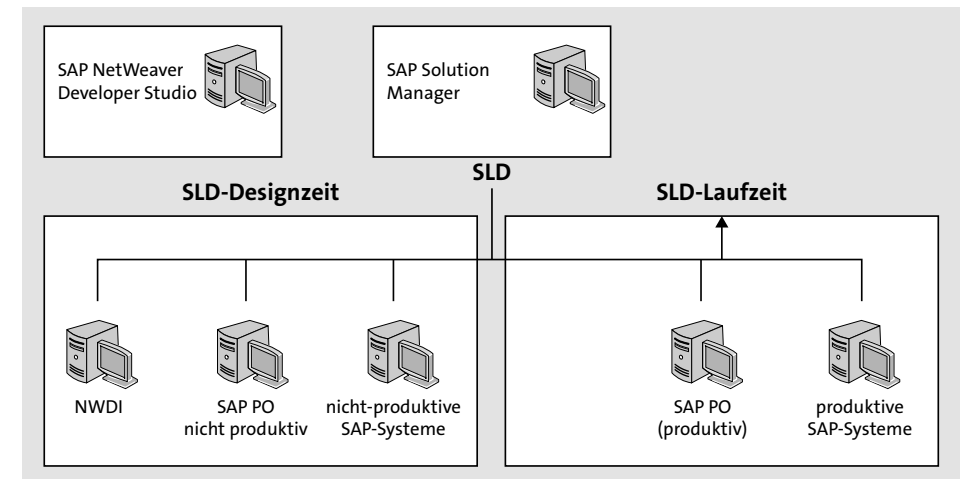 SAP NetWeaver
Developer Studio
SAP Solution
Manager
SLD
SLD-Designzeit
SLD-Laufzeit
NWDI
SAP PO
nicht produktiv
nicht-produktive
SAP-Systeme
SAP PO
(produktiv)
produktive
SAP-Systeme